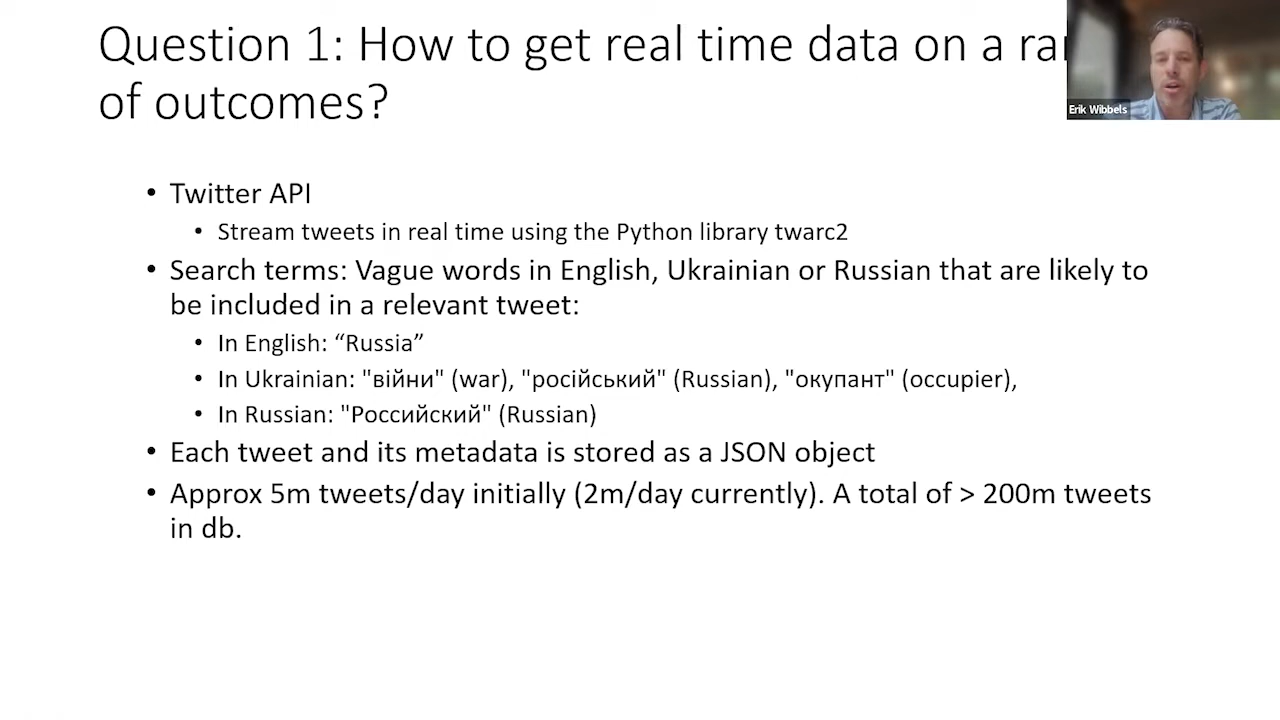 Question 1: How to get real time data on a
of outcomes?
Erik Wibbels
• Twitter API
• Stream tweets in real time using the Python library twarc2
• Search terms: Vague words in English, Ukrainian or Russian that are likely to
be included in a relevant tweet:
• In English: “Russia”
• In Ukrainian: "війни" (war), "російський" (Russian), "окупант" (occupier),
• In Russian: "Российский" (Russian)
• Each tweet and its metadata is stored as a JSON object
• Approx 5m tweets/day initially (2m/day currently). A total of > 200m tweets
in db.